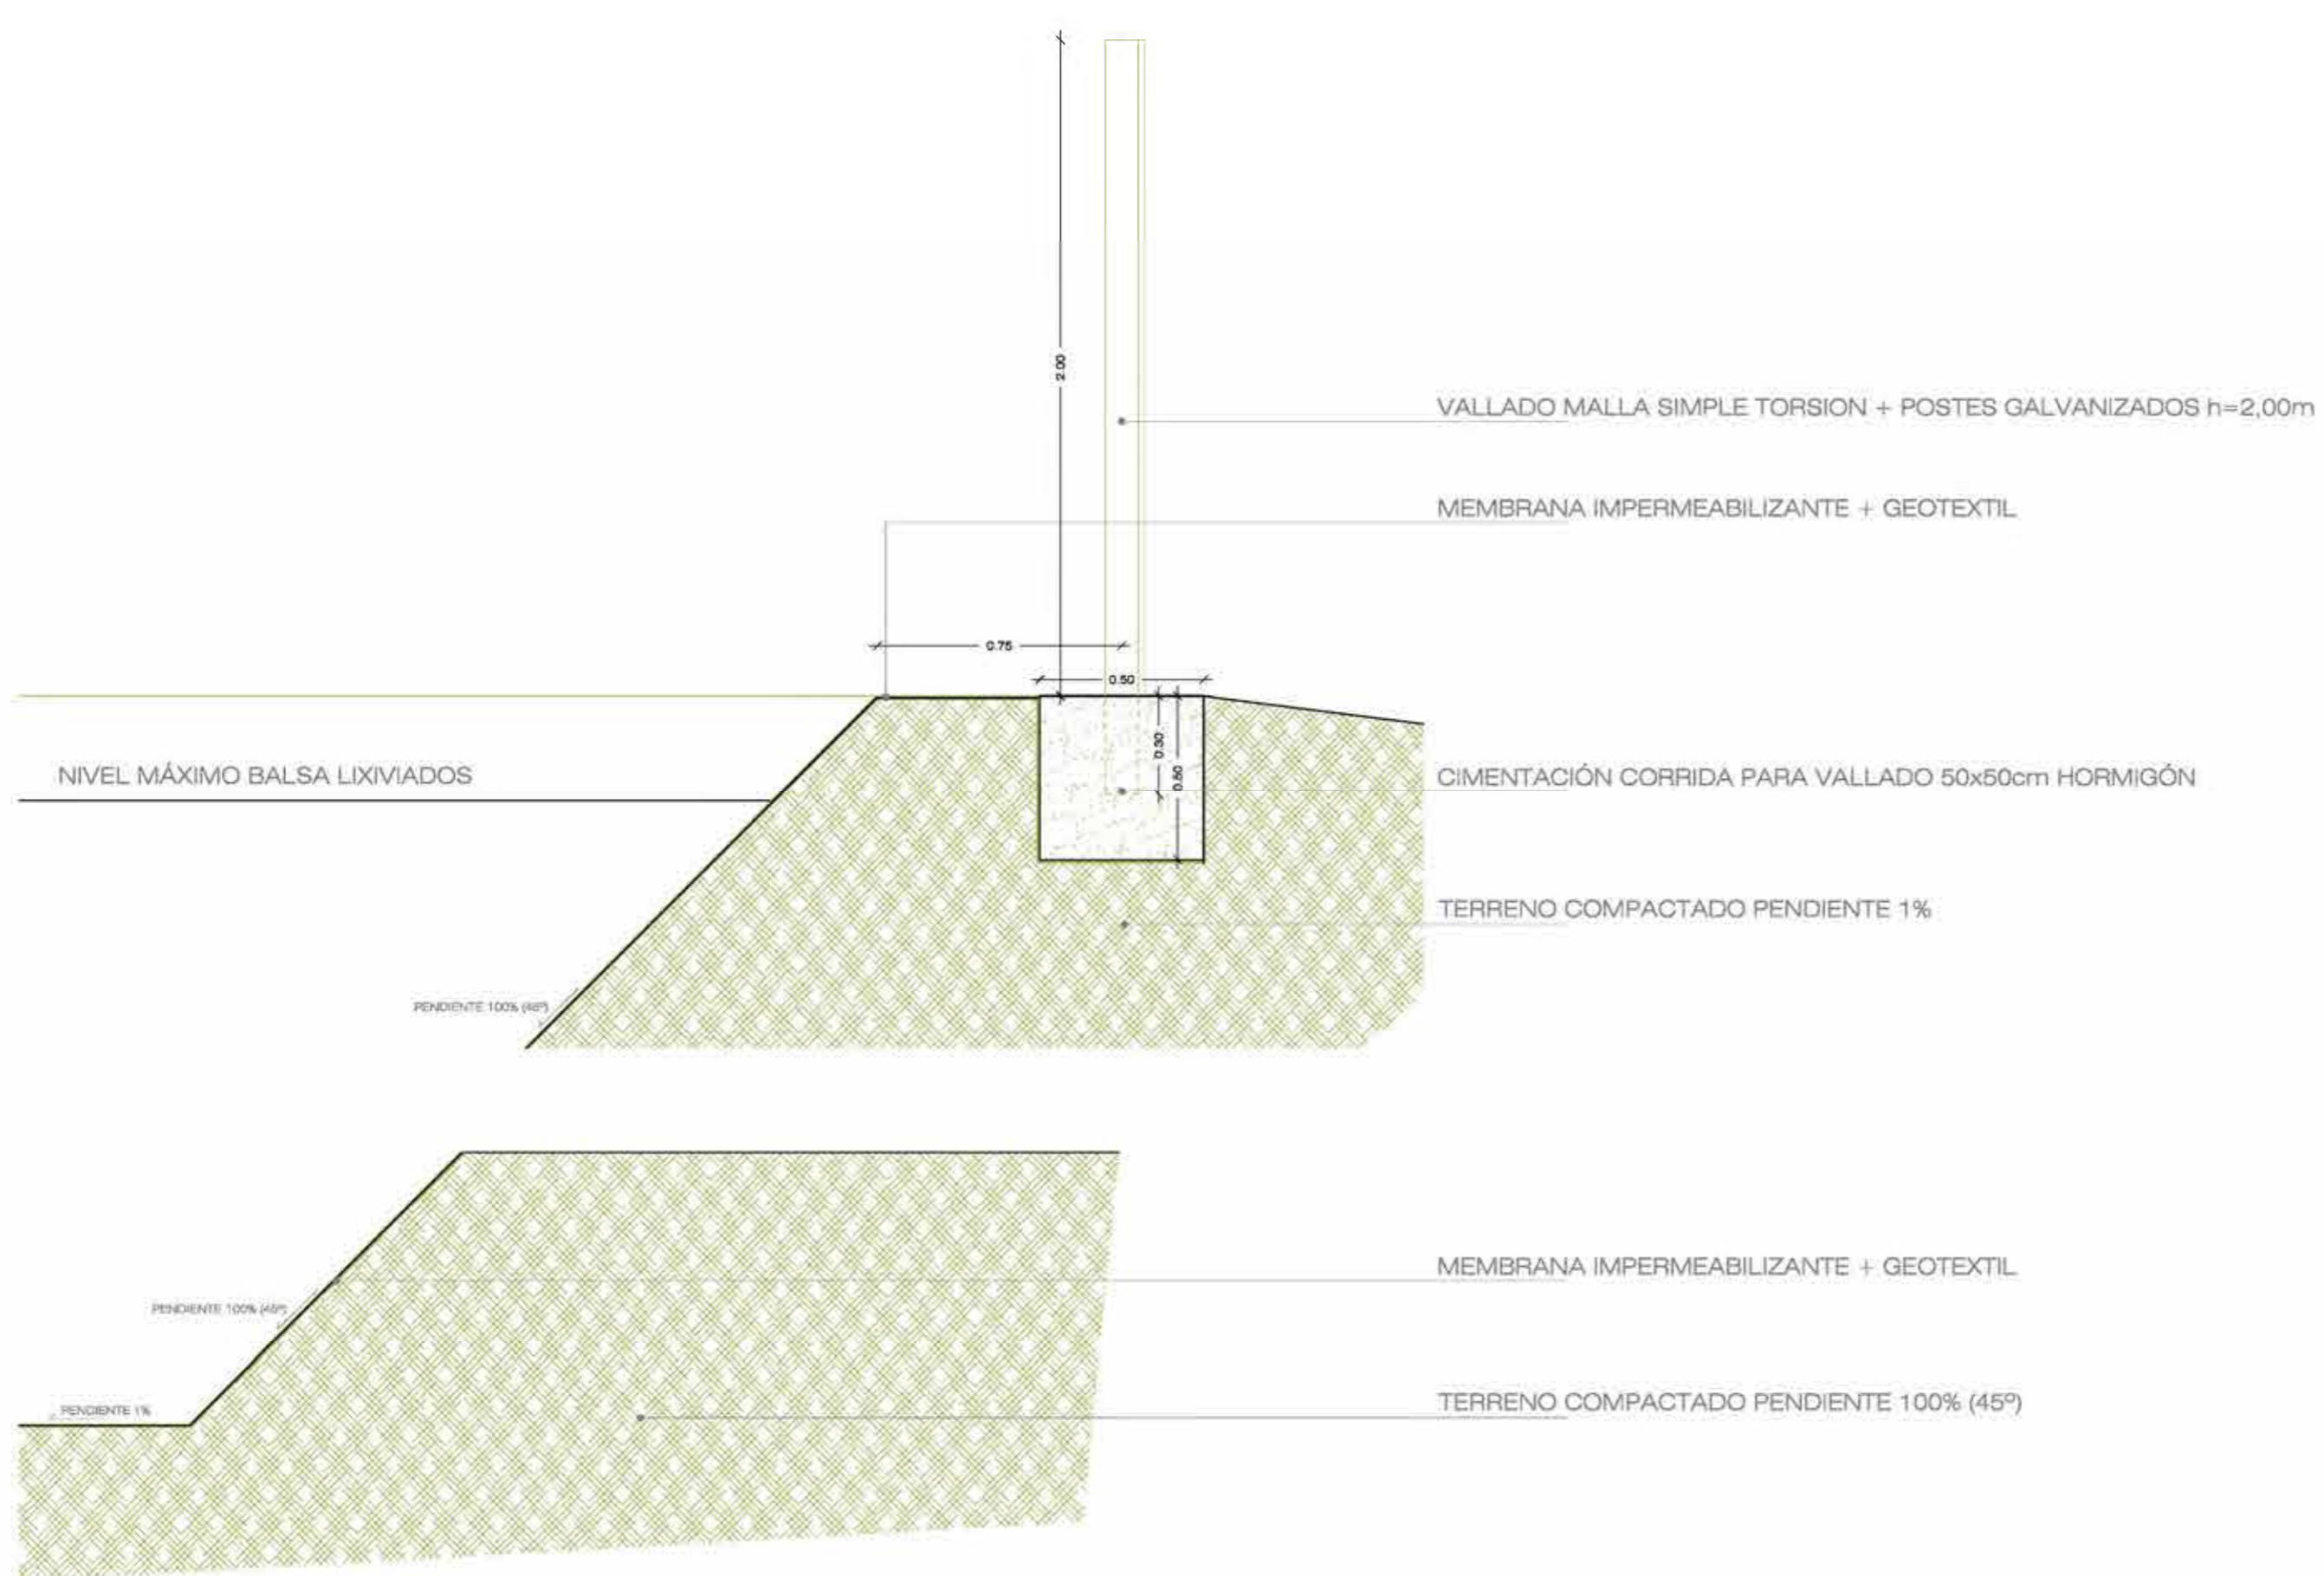 2.00
VALLADO MALLA SIMPLE TORSION + POSTES GALVANIZADOS h=2,00m
MEMBRANA IMPERMEABILIZANTE + GEOTEXTIL
0.75
0.50
0.30
0.50
NIVEL MÁXIMO BALSA LIXIVIADOS
CIMENTACIÓN CORRIDA PARA VALLADO 50x50cm HORMIGÓN
TERRENO COMPACTADO PENDIENTE 1%
PENDIENTE 100% (45º)
MEMBRANA IMPERMEABILIZANTE + GEOTEXTIL
PENDIENTE 100% (45º)
TERRENO COMPACTADO PENDIENTE 100% (45º)
PENDIENTE 1%